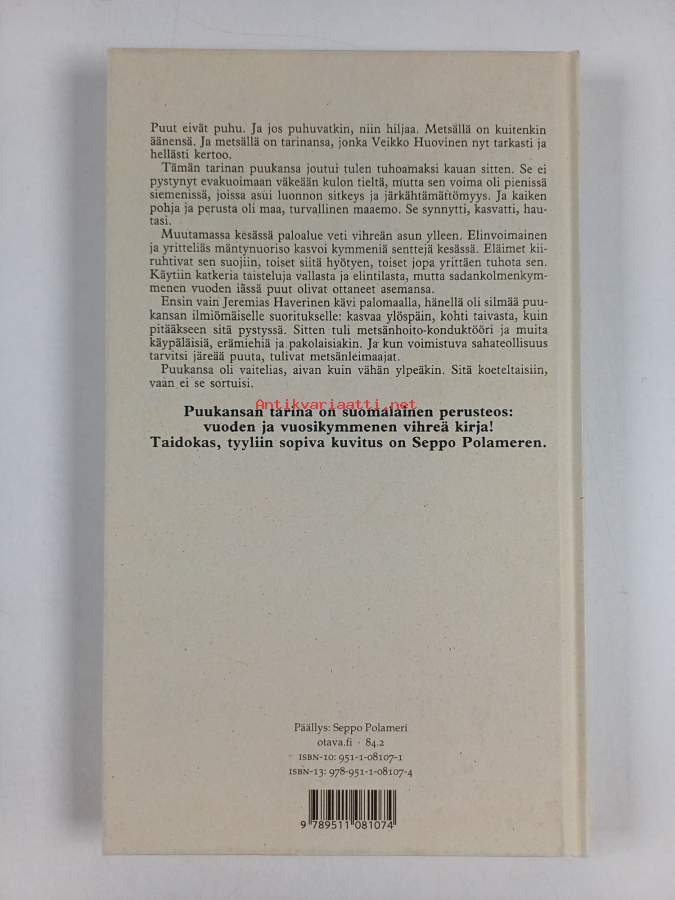 Puut eivät puhu. Ja jos puhuvatkin, niin hiljaa. Metsällä on kuitenkin
äänensä. Ja metsällä on tarinansa, jonka Veikko Huovinen nyt tarkasti ja
hellästi kertoo.
Tämän tarinan puukansa joutui tulen tuhoamaksi kauan sitten. Se ei
pystynyt evakuoimaan väkeään kulon tieltä, mutta sen voima oli pienissä
siemenissä, joissa asui luonnon sitkeys ja järkähtämättömyys. Ja kaiken
pohja ja perusta oli maa, turvallinen maaemo. Se synnytti, kasvatti, hau-
tasi.
Muutamassa kesässä paloalue veti vihreän asun ylleen. Elinvoimainen
ja yritteliäs mäntynuoriso kasvoi kymmeniä senttejä kesässä. Eläimet kii-
ruhtivat sen suojiin, toiset siitä hyötyen, toiset jopa yrittäen tuhota sen.
Käytiin katkeria taisteluja vallasta ja elintilasta, mutta sadankolmenkym-
menen vuoden iässä puut olivat ottaneet asemansa.
Ensin vain Jeremias Haverinen kävi palomaalla, hänellä oli silmää puu-
kansan ilmiömäiselle suoritukselle: kasvaa ylöspäin, kohti taivasta, kuin
pitääkseen sitä pystyssä. Sitten tuli metsänhoito-konduktööri ja muita
käypäläisiä, erämiehiä ja pakolaisiakin. Ja kun voimistuva sahateollisuus
tarvitsi järeää puuta, tulivat metsänleimaajat.
Puukansa oli vaitelias, aivan kuin vähän ylpeäkin. Sitä koeteltaisiin,
vaan ei se sortuisi.
Antikvariaatti.net
Puukansan tarina on suomalainen perusteos:
vuoden ja vuosikymmenen vihreä kirja!
Taidokas, tyyliin sopiva kuvitus on Seppo Polameren.
Päällys: Seppo Polameri
otava.fi · 84.2
ISBN-10: 951-1-08107-1
ISBN-13: 978-951-1-08107-4
9 789511 081074